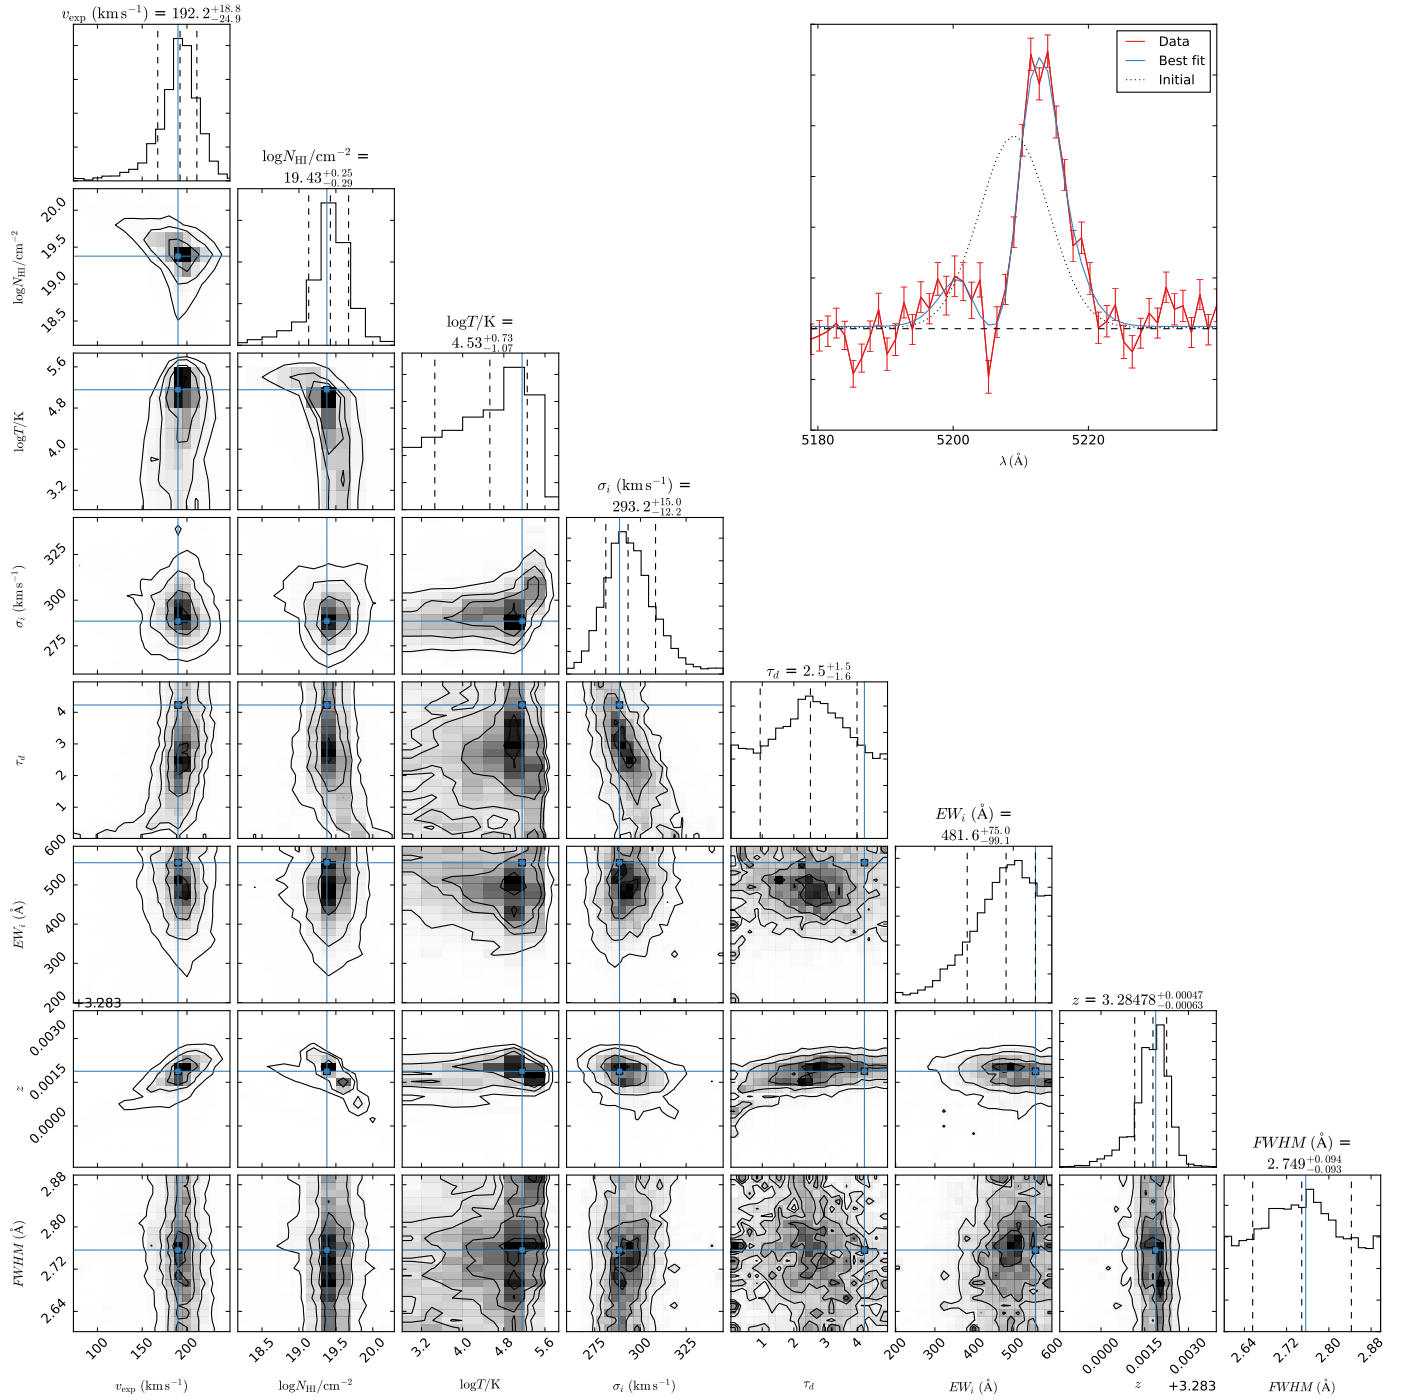 v_exp (km s⁻¹) = 192.2 +18.8 −24.9
Data
Best fit
Initial
logN_HI/cm⁻² =
19.43 +0.25 −0.29
20.0
19.5
19.0
18.5
logN_HI/cm⁻²
logT/K =
4.53 +0.73 −1.07
5.6
4.8
4.0
3.2
logT/K
5180
5200
5220
λ (Å)
σ_i (km s⁻¹) =
293.2 +15.0 −12.2
325
300
275
σ_i (km s⁻¹)
τ_d = 2.5 +1.5 −1.6
4
3
2
1
τ_d
EW_i (Å) =
481.6 +75.0 −99.1
600
500
400
300
200
EW_i (Å)
+3.283
z = 3.28478 +0.00047 −0.00063
0.0030
0.0015
0.0000
z
FWHM (Å) =
2.749 +0.094 −0.093
2.88
2.80
2.72
2.64
FWHM (Å)
100 150 200
18.5 19.0 19.5 20.0
3.2 4.0 4.8 5.6
275 300 325
1 2 3 4
200 300 400 500 600
0.0000 0.0015 0.0030
2.64 2.72 2.80 2.88
v_exp (km s⁻¹) logN_HI/cm⁻² logT/K σ_i (km s⁻¹) τ_d EW_i (Å) z +3.283 FWHM (Å)